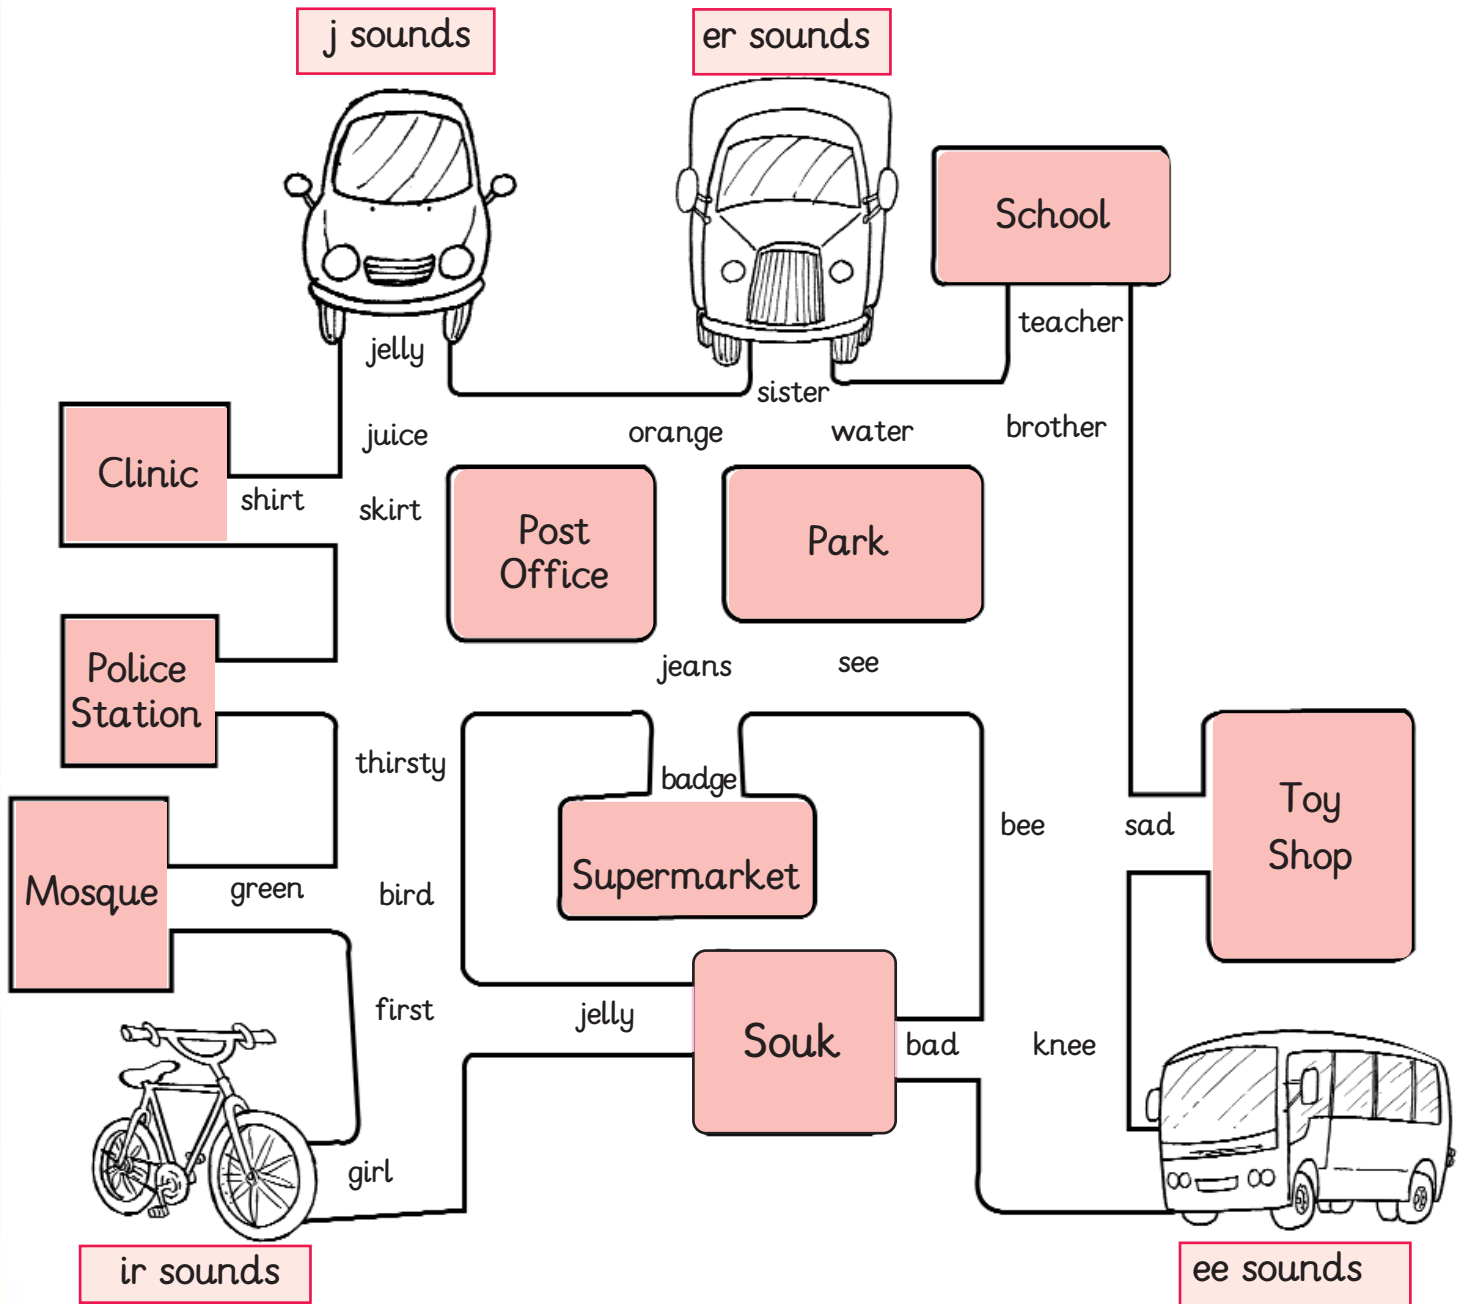 j sounds
er sounds
School
teacher
jelly
sister
juice
orange
water
brother
Clinic
shirt
skirt
Post
Office
Park
Police
Station
jeans
see
thirsty
badge
bee
sad
Toy
Shop
Mosque
green
bird
Supermarket
first
jelly
Souk
bad
knee
girl
ir sounds
ee sounds